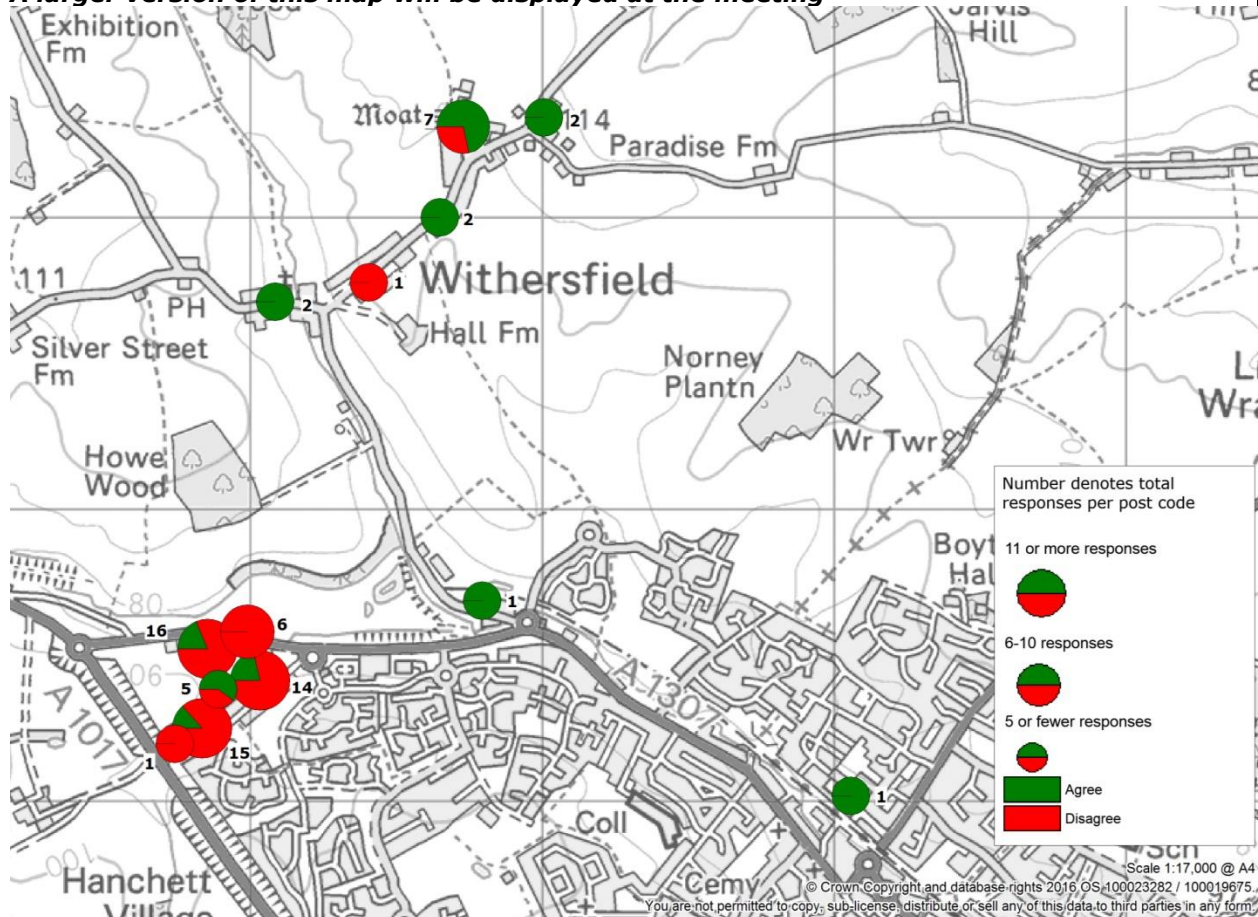 A larger version of this map will be displayed at the meeting
Exhibition
Fm
Jarvis
Hill
Moat
7
2
114
Paradise Fm
2
111
1
Withersfield
PH
2
Hall Fm
Silver Street
Fm
Norney
Plantn
Wr Twr
Howe
Wood
Number denotes total
responses per post code
11 or more responses
6-10 responses
5 or fewer responses
Agree
Disagree
80
1
16
6
06
5
14
A 1017
A 1307
15
1
1
Coll
Sch
Hanchett
Village
Cemy
Scale 1:17,000 @ A4
© Crown Copyright and database rights 2016 OS 100023282 / 100019675.
You are not permitted to copy, sub-license, distribute or sell any of this data to third parties in any form.